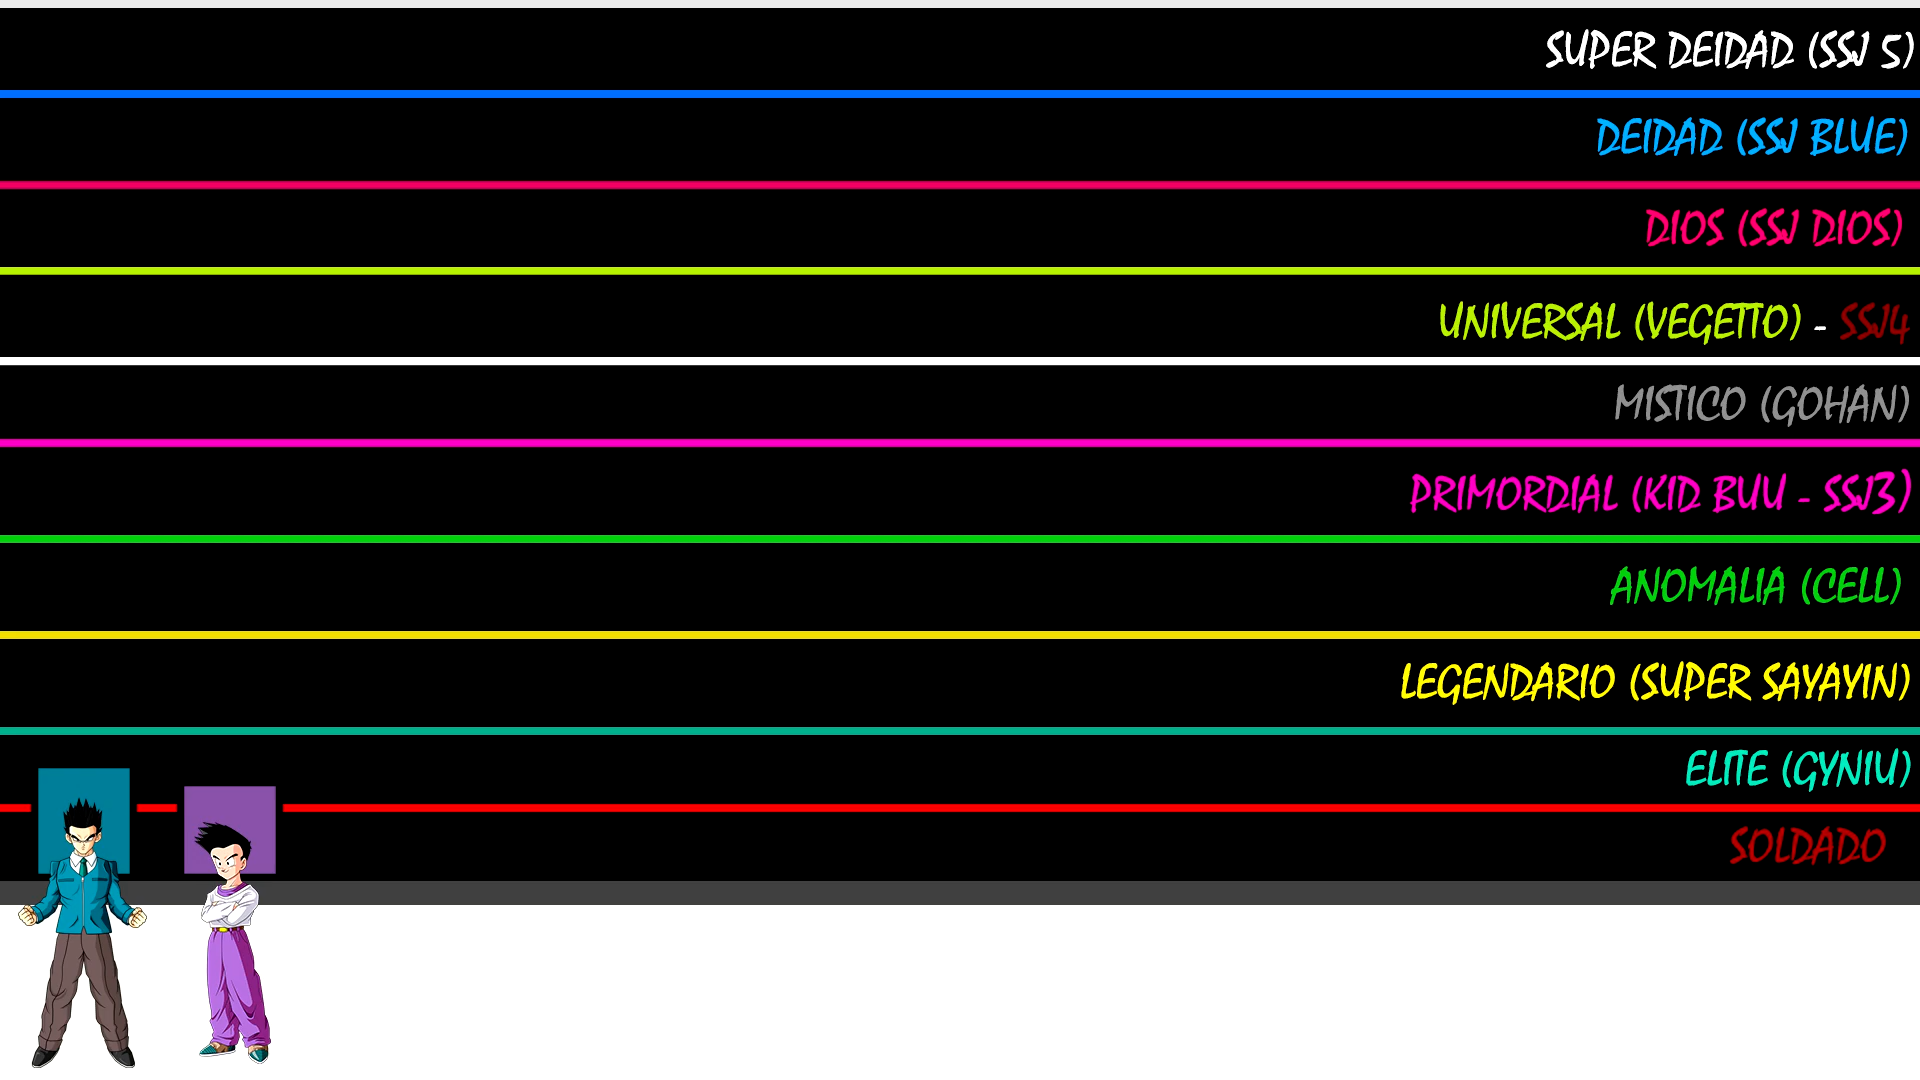 SUPER DEIDAD (SSJ 5)
DEIDAD (SSJ BLUE)
DIOS (SSJ DIOS)
UNIVERSAL (VEGETTO) - SSJ4
MISTICO (GOHAN)
PRIMORDIAL (KID BUU - SSJ3)
ANOMALIA (CELL)
LEGENDARIO (SUPER SAYAYIN)
ELITE (GYNIU)
SOLDADO